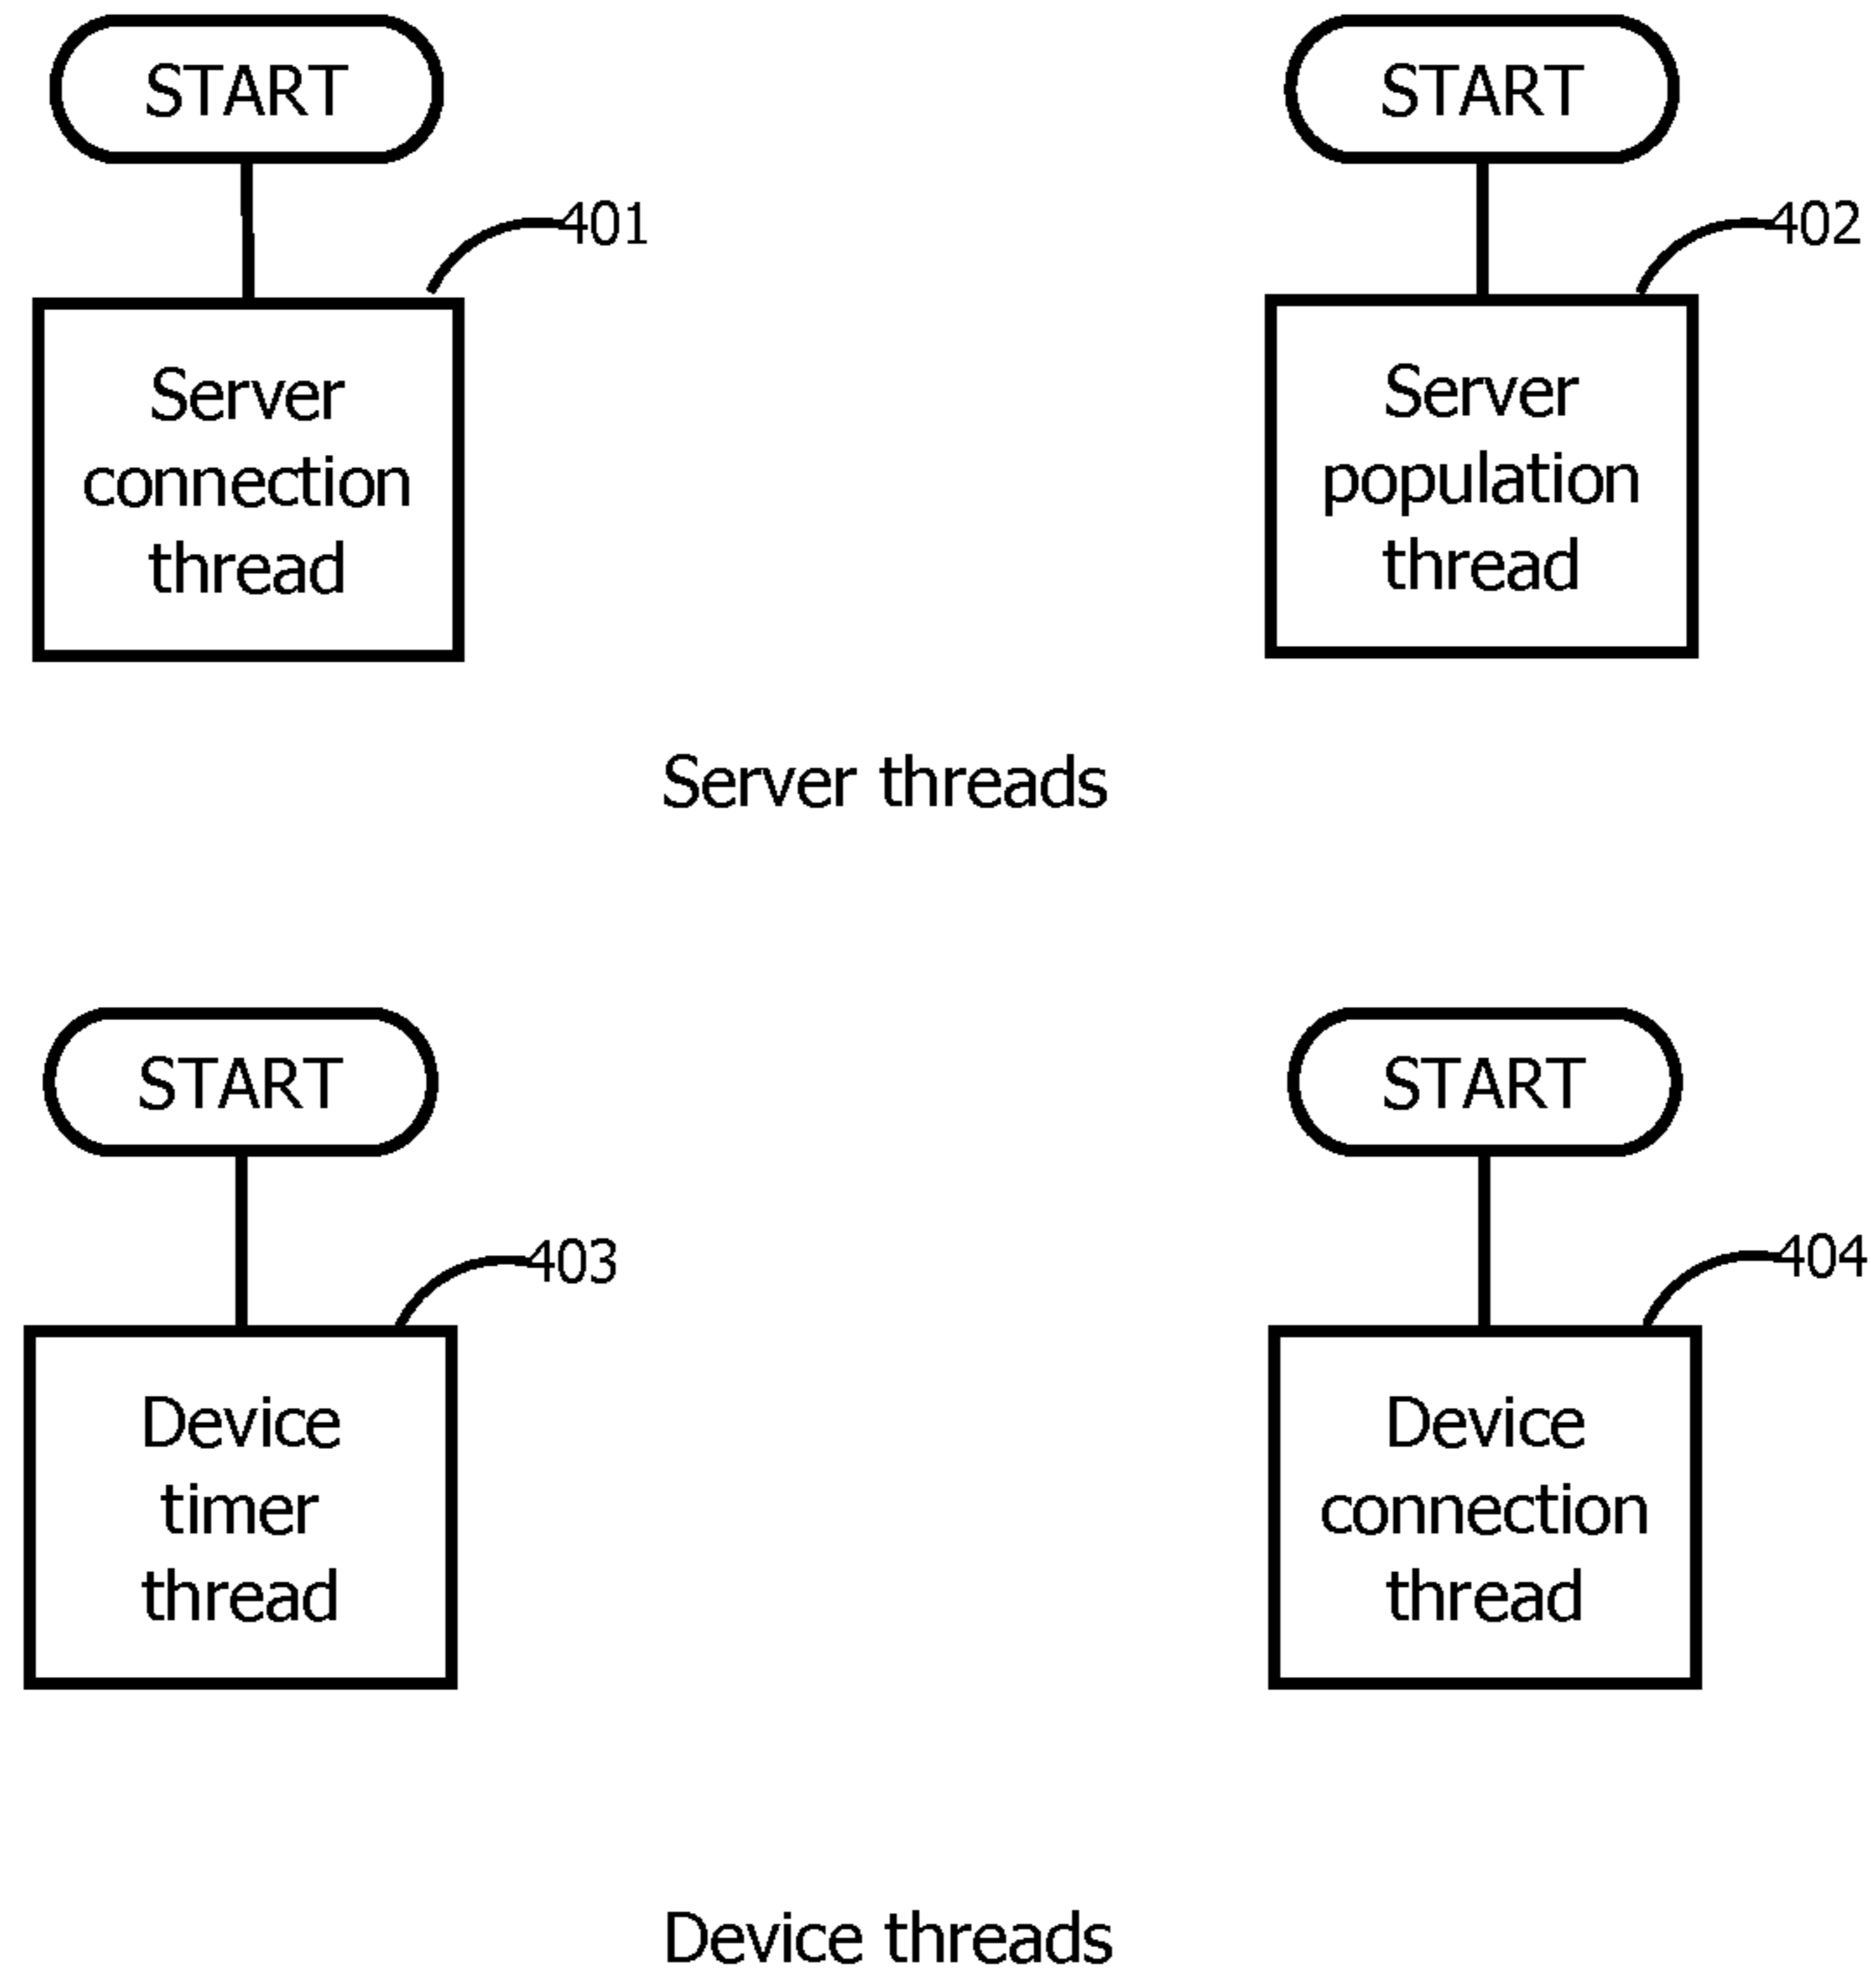 START
START
401
402
Server
connection
thread
Server
population
thread
Server threads
START
START
403
404
Device
timer
thread
Device
connection
thread
Device threads